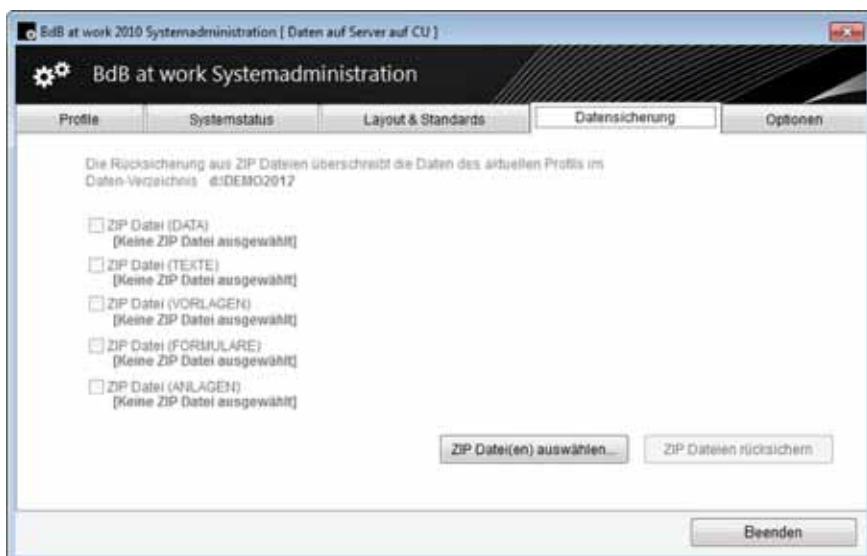 BdB at work 2010 Systemadministration [ Daten auf Server auf CU ]
BdB at work Systemadministration
Profile Systemstatus Layout & Standards Datensicherung Optionen
Die Rücksicherung aus ZIP Dateien überschreibt die Daten des aktuellen Profils im
Daten-Verzeichnis d:\DEMO2012
ZIP Datei (DATA)
[Keine ZIP Datei ausgewählt]
ZIP Datei (TEXTE)
[Keine ZIP Datei ausgewählt]
ZIP Datei (VORLAGEN)
[Keine ZIP Datei ausgewählt]
ZIP Datei (FORMULARE)
[Keine ZIP Datei ausgewählt]
ZIP Datei (ANLAGEN)
[Keine ZIP Datei ausgewählt]
ZIP Datei(en) auswählen... ZIP Dateien rücksichern
Beenden